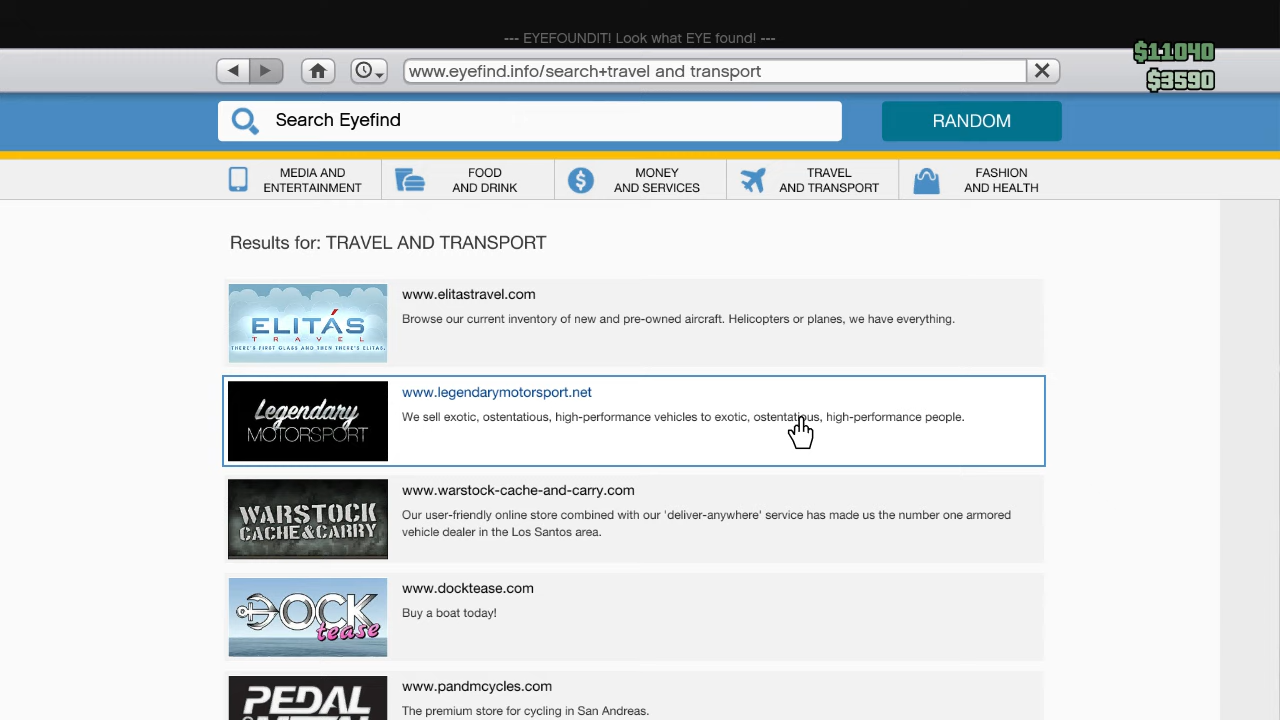 --- EYEFOUNDIT! Look what EYE found! ---
$11040
www.eyefind.info/search+travel and transport
$3590
Search Eyefind
RANDOM
MEDIA AND
ENTERTAINMENT
FOOD
AND DRINK
MONEY
AND SERVICES
TRAVEL
AND TRANSPORT
FASHION
AND HEALTH
Results for: TRAVEL AND TRANSPORT
ELITÁS
TRAVEL
THERE'S FIRST CLASS AND THEN THERE'S ELITAS.
www.elitastravel.com
Browse our current inventory of new and pre-owned aircraft. Helicopters or planes, we have everything.
Legendary
MOTORSPORT
www.legendarymotorsport.net
We sell exotic, ostentatious, high-performance vehicles to exotic, ostentatious, high-performance people.
WARSTOCK
CACHE&CARRY
www.warstock-cache-and-carry.com
Our user-friendly online store combined with our 'deliver-anywhere' service has made us the number one armored
vehicle dealer in the Los Santos area.
DOCK
tease
www.docktease.com
Buy a boat today!
PEDAL
www.pandmcycles.com
The premium store for cycling in San Andreas.